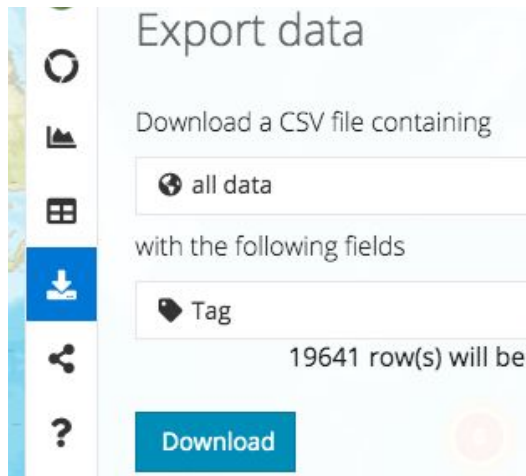 Export data
Download a CSV file containing
all data
with the following fields
Tag
19641 row(s) will be
Download